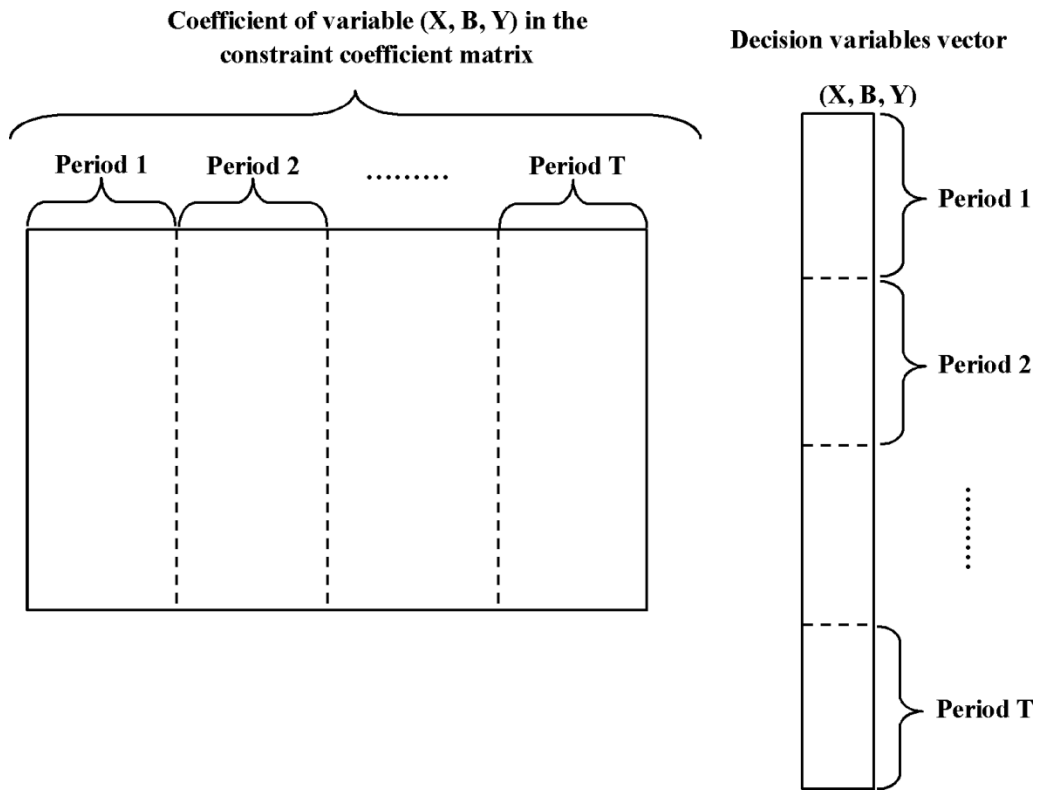 Coefficient of variable (X, B, Y) in the
constraint coefficient matrix
Period 1
Period 2
.........
Period T
Decision variables vector
(X, B, Y)
Period 1
Period 2
.........
Period T